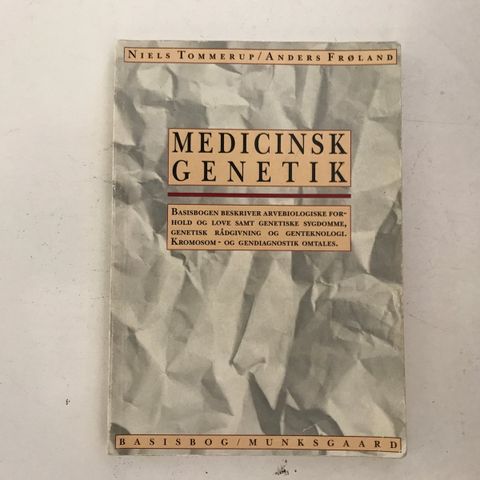 NIELS TOMMERUP/ANDERS FRØLAND
MEDICINSK
GENETIK
BASISBOGEN BESKRIVER ARVEBIOLOGISKE FOR-
HOLD OG LOVE SAMT GENETISKE SYGDOMME,
GENETISK RÅDGIVNING OG GENTEKNOLOGI.
KROMOSOM- OG GENDIAGNOSTIK OMTALES.
BASISBOG/MUNKSGAARD